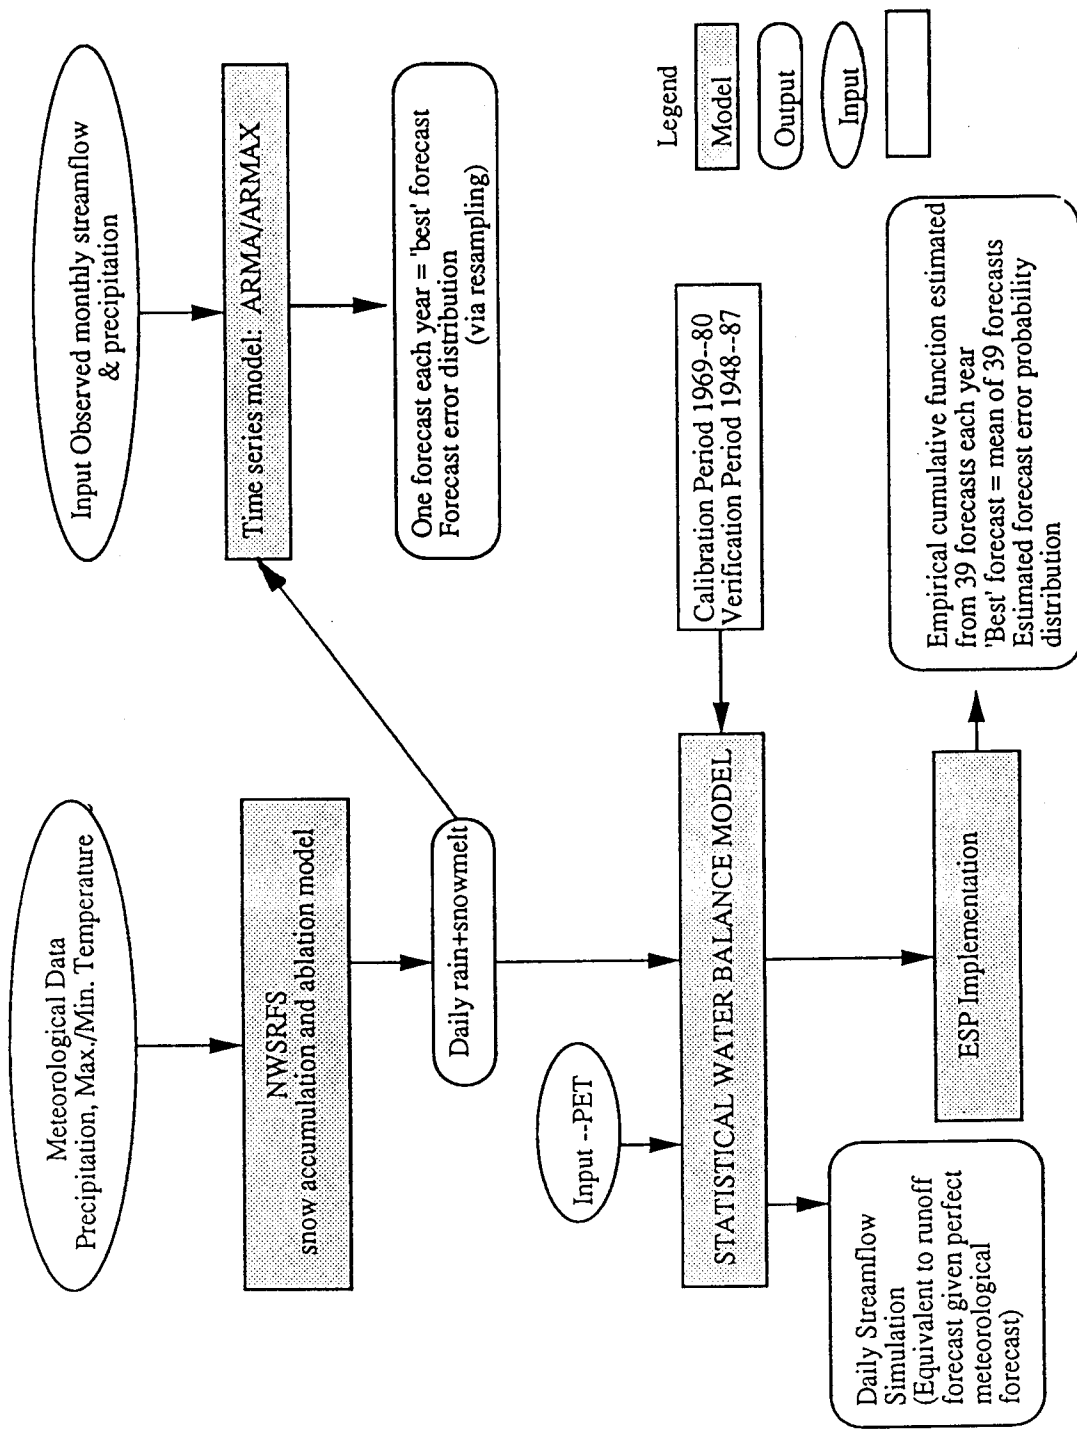 Meteorological Data
Precipitation, Max./Min. Temperature
NWSRFS
snow accumulation and ablation model
Daily rain+snowmelt
Input --PET
STATISTICAL WATER BALANCE MODEL
Daily Streamflow
Simulation
(Equivalent to runoff
forecast given perfect
meteorological
forecast)
ESP Implementation
Input Observed monthly streamflow
& precipitation
Time series model: ARMA/ARMAX
One forecast each year = 'best' forecast
Forecast error distribution
(via resampling)
Calibration Period 1969--80
Verification Period 1948--87
Empirical cumulative function estimated
from 39 forecasts each year
'Best' forecast = mean of 39 forecasts
Estimated forecast error probability
distribution
Legend
Model
Output
Input